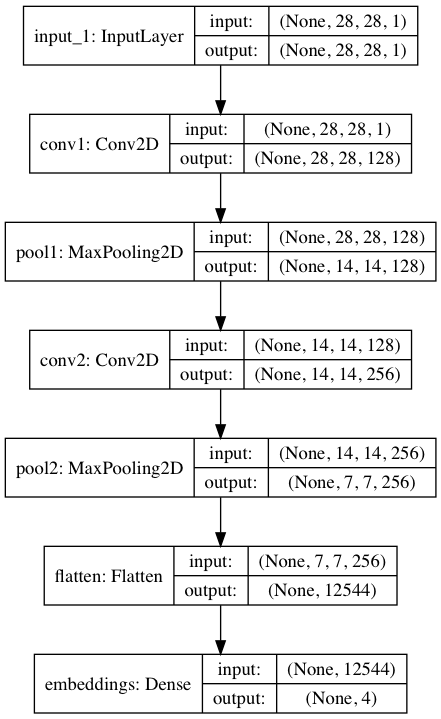 input_1: InputLayer
input: (None, 28, 28, 1)
output: (None, 28, 28, 1)
conv1: Conv2D
input: (None, 28, 28, 1)
output: (None, 28, 28, 128)
pool1: MaxPooling2D
input: (None, 28, 28, 128)
output: (None, 14, 14, 128)
conv2: Conv2D
input: (None, 14, 14, 128)
output: (None, 14, 14, 256)
pool2: MaxPooling2D
input: (None, 14, 14, 256)
output: (None, 7, 7, 256)
flatten: Flatten
input: (None, 7, 7, 256)
output: (None, 12544)
embeddings: Dense
input: (None, 12544)
output: (None, 4)